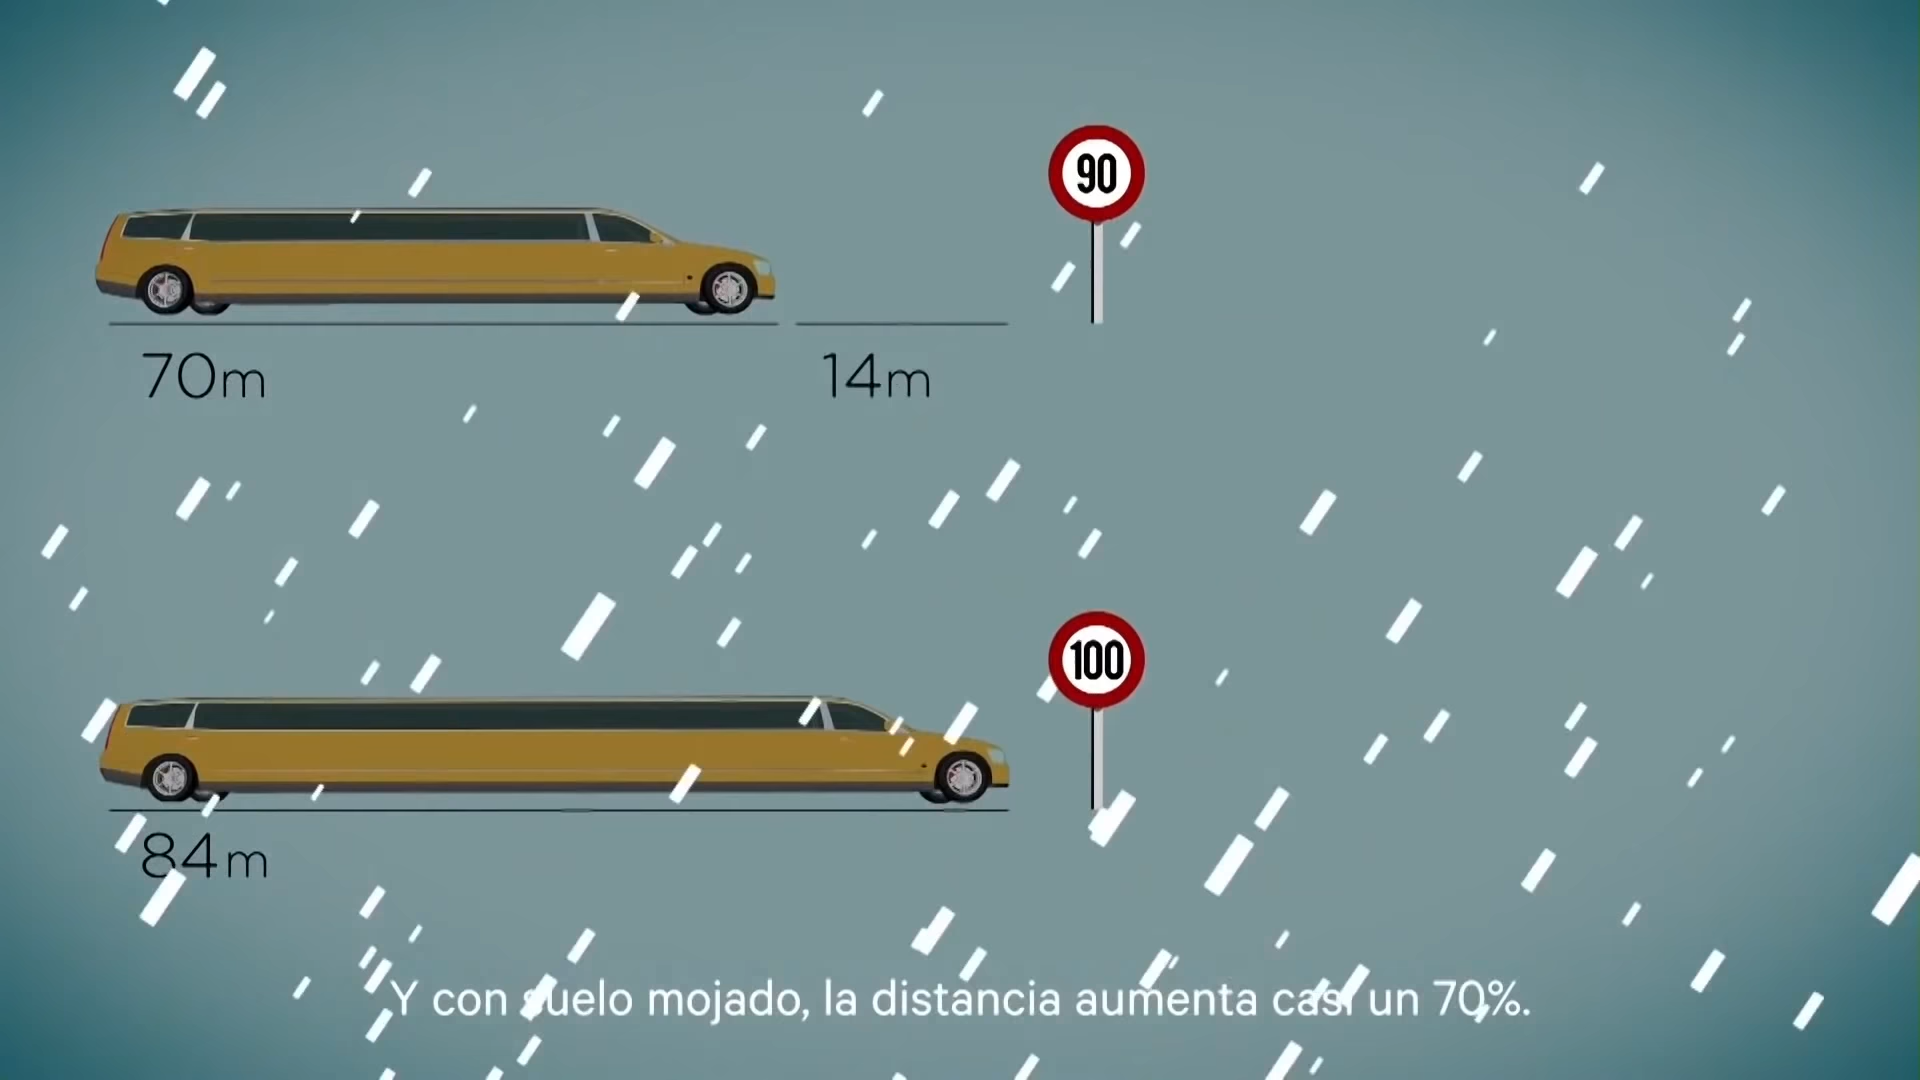 90
70m
14m
100
84m
Y con suelo mojado, la distancia aumenta casi un 70%.